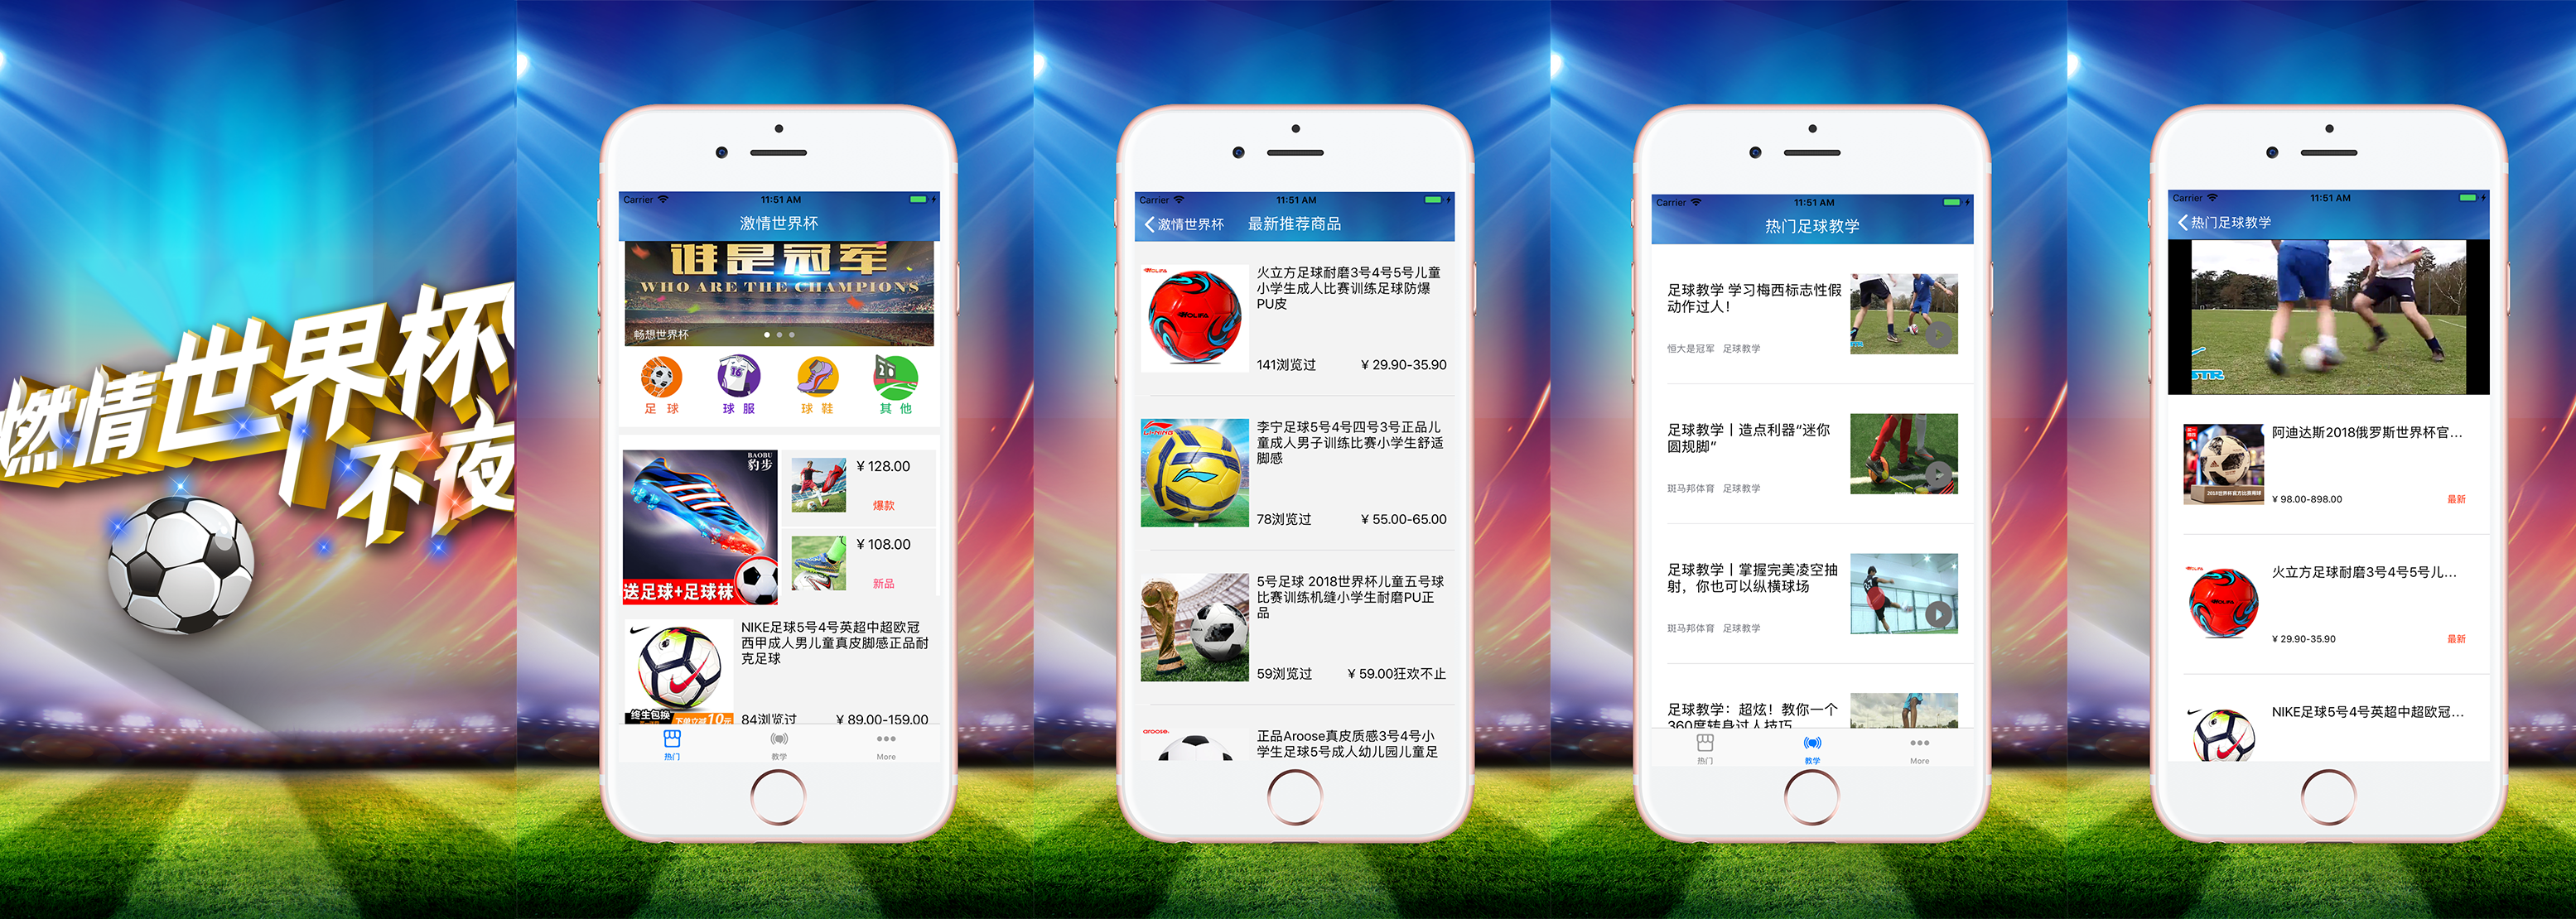 燃情世界杯
不夜
Carrier
11:51 AM
激情世界杯
谁是冠军
WHO ARE THE CHAMPIONS
畅想世界杯
足 球
球 服
球 鞋
其 他
BAOBU
豹步
送足球+足球袜
¥ 128.00
爆款
¥ 108.00
新品
NIKE足球5号4号英超中超欧冠
西甲成人男儿童真皮脚感正品耐
克足球
终生包换
下单立减10元
84浏览过
¥ 89.00-159.00
热门
教学
More
Carrier
11:51 AM
激情世界杯
最新推荐商品
火立方足球耐磨3号4号5号儿童
小学生成人比赛训练足球防爆
PU皮
141浏览过
¥ 29.90-35.90
LI-NING
李宁足球5号4号四号3号正品儿
童成人男子训练比赛小学生舒适
脚感
78浏览过
¥ 55.00-65.00
5号足球 2018世界杯儿童五号球
比赛训练机缝小学生耐磨PU正
品
59浏览过
¥ 59.00狂欢不止
aroose.
正品Aroose真皮质感3号4号小
学生足球5号成人幼儿园儿童足
Carrier
11:51 AM
热门足球教学
足球教学 学习梅西标志性假
动作过人！
恒大是冠军 足球教学
足球教学丨造点利器“迷你
圆规脚”
斑马邦体育 足球教学
足球教学丨掌握完美凌空抽
射，你也可以纵横球场
斑马邦体育 足球教学
足球教学：超炫！教你一个
360度转身过人技巧
热门
教学
More
Carrier
11:51 AM
热门足球教学
STR
阿迪达斯2018俄罗斯世界杯官...
¥ 98.00-898.00
最新
火立方足球耐磨3号4号5号儿...
¥ 29.90-35.90
最新
NIKE足球5号4号英超中超欧冠...